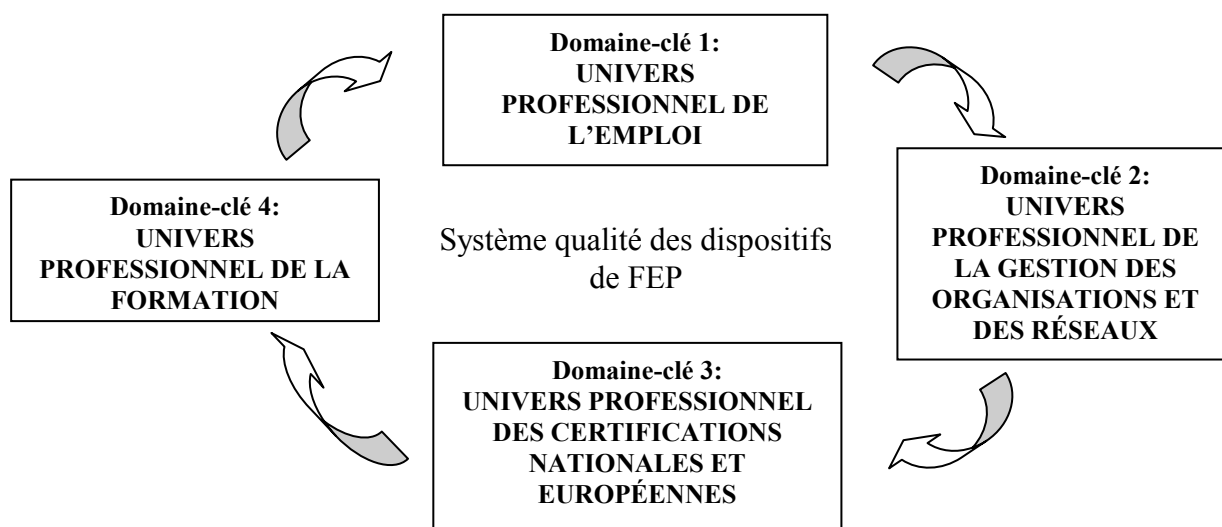 Domaine-clé 1:
UNIVERS
PROFESSIONNEL DE
L’EMPLOI
Domaine-clé 2:
UNIVERS
PROFESSIONNEL DE
LA GESTION DES
ORGANISATIONS ET
DES RÉSEAUX
Domaine-clé 4:
UNIVERS
PROFESSIONNEL DE LA
FORMATION
Système qualité des dispositifs
de FEP
Domaine-clé 3:
UNIVERS PROFESSIONNEL
DES CERTIFICATIONS
NATIONALES ET
EUROPÉENNES